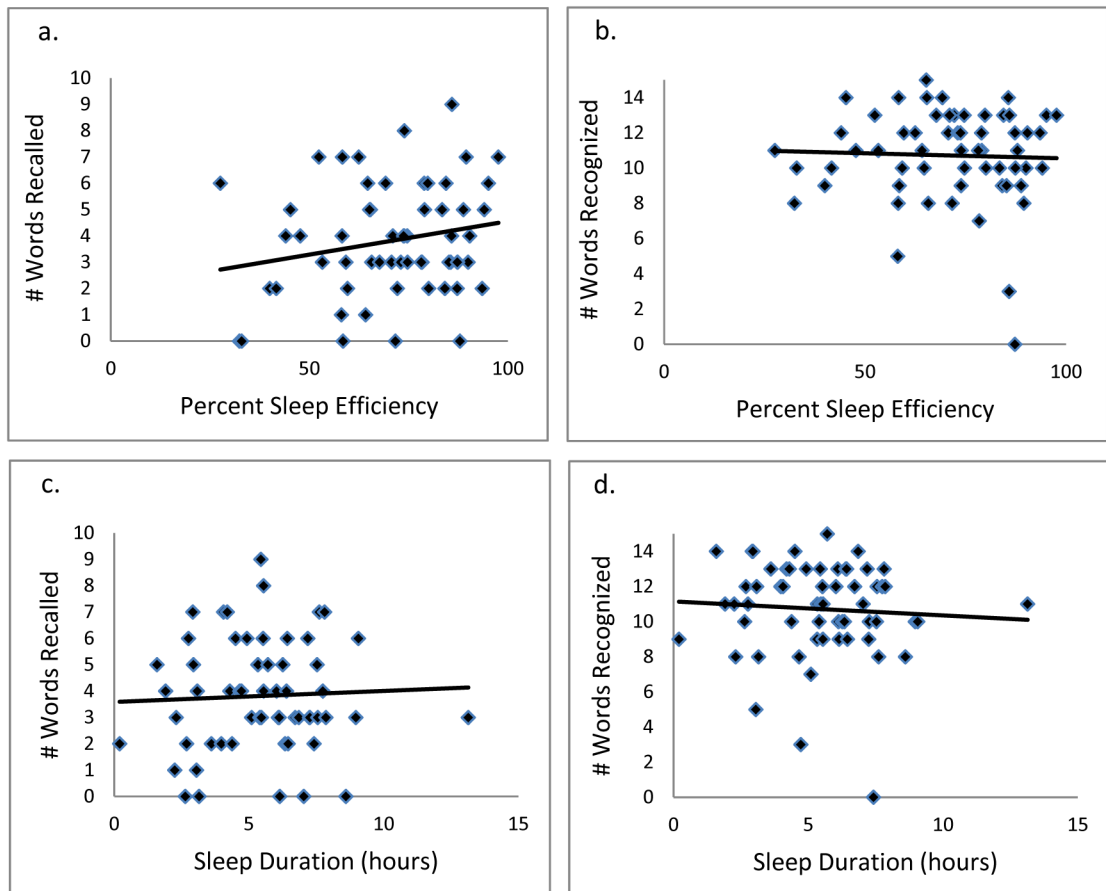 a.
# Words Recalled
10
9
8
7
6
5
4
3
2
1
0
0 50 100
Percent Sleep Efficiency
b.
# Words Recognized
14
12
10
8
6
4
2
0
0 50 100
Percent Sleep Efficiency
c.
# Words Recalled
10
9
8
7
6
5
4
3
2
1
0
0 5 10 15
Sleep Duration (hours)
d.
# Words Recognized
14
12
10
8
6
4
2
0
0 5 10 15
Sleep Duration (hours)